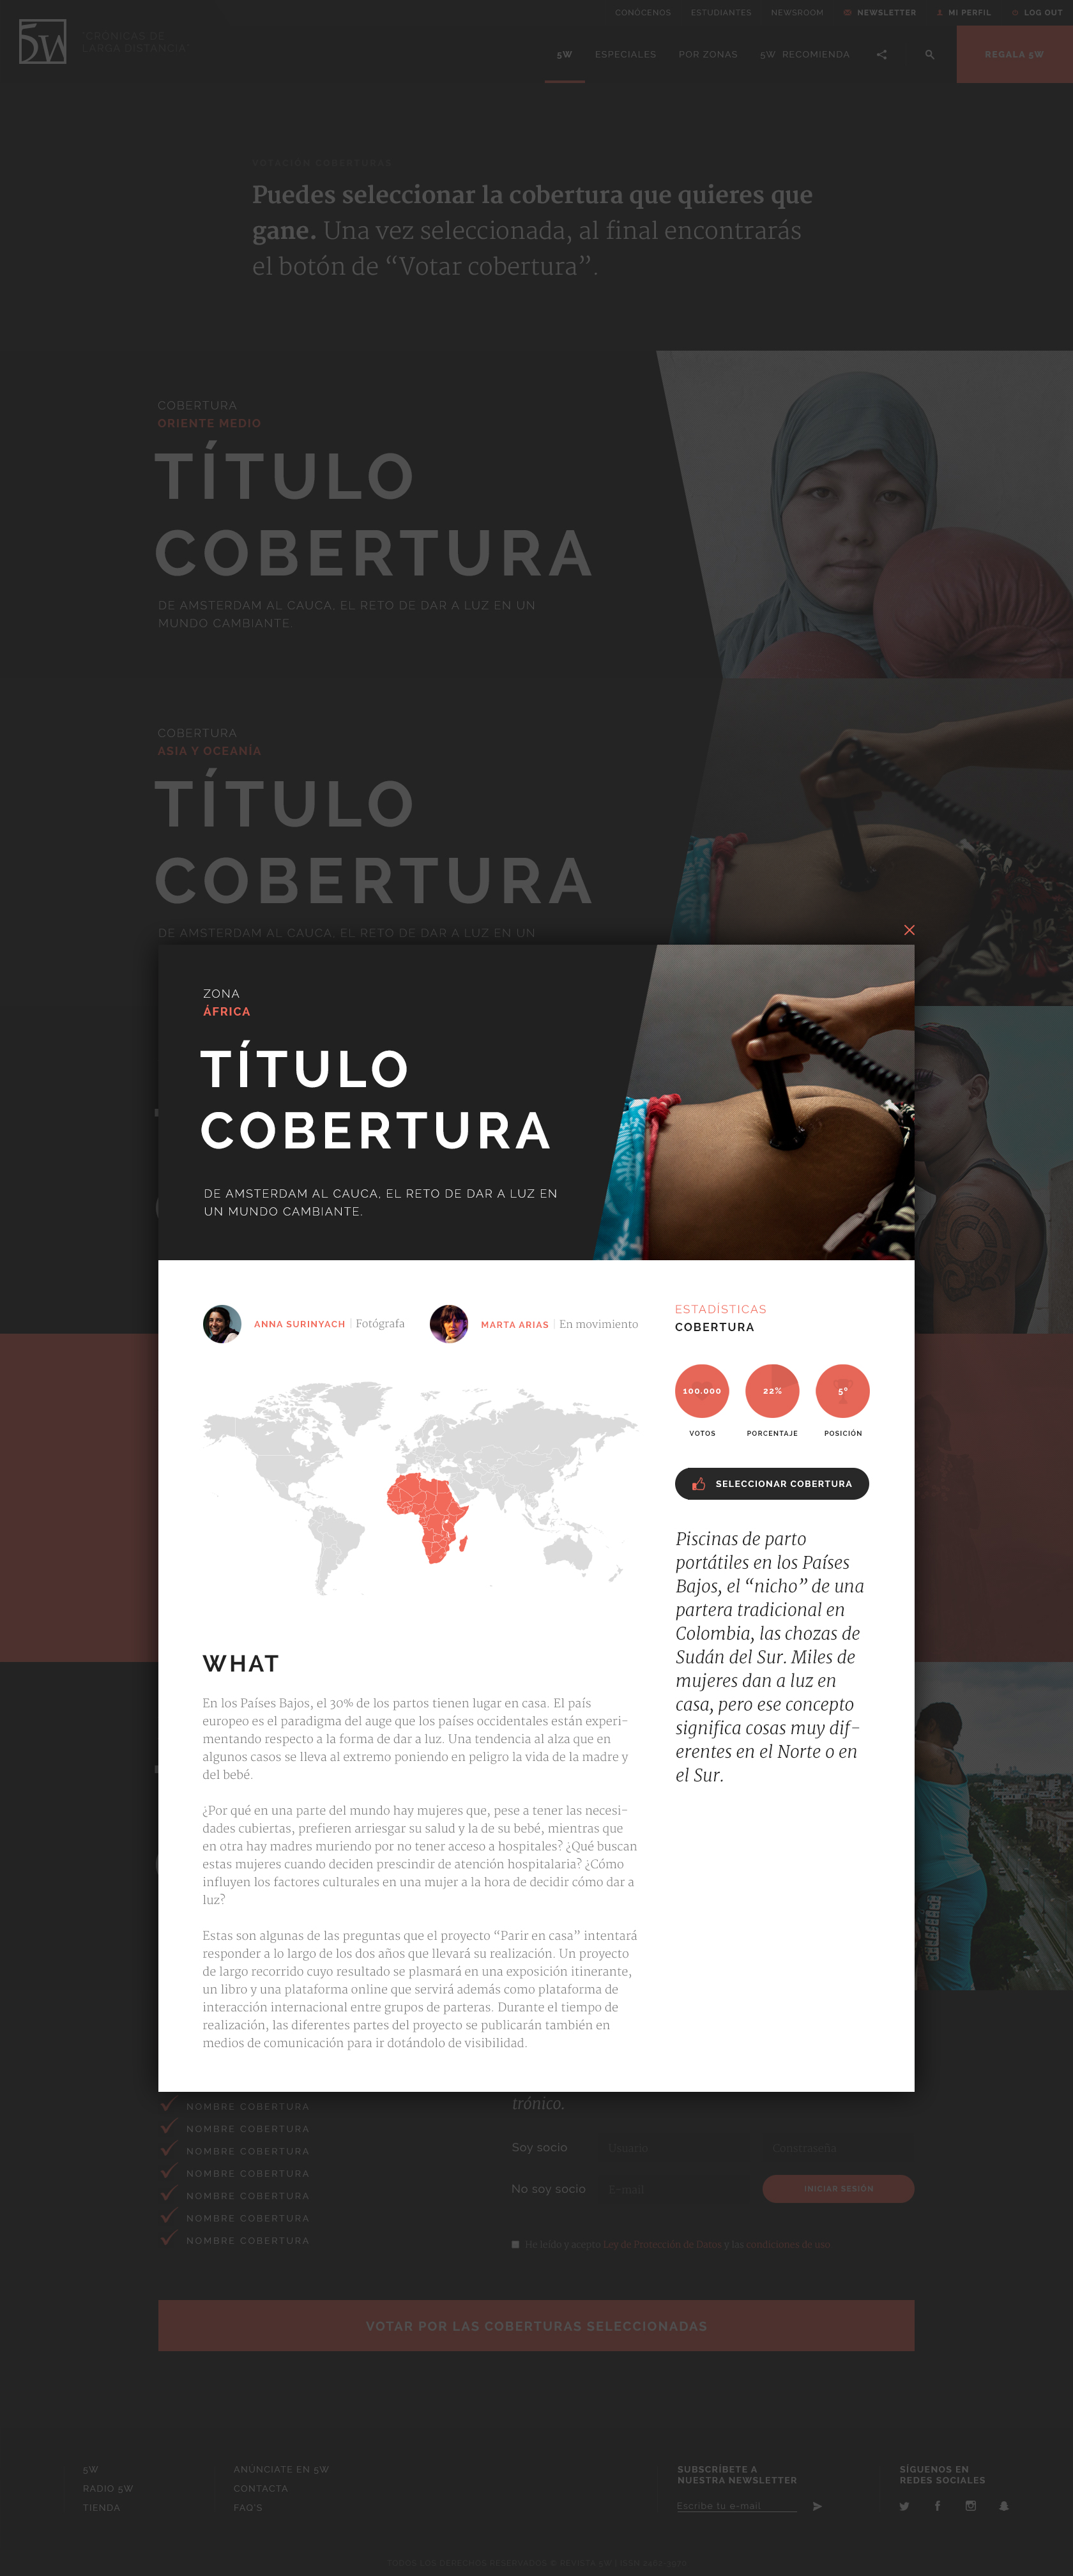 CONÓCENOS ESTUDIANTES NEWSROOM NEWSLETTER MI PERFIL LOG OUT
5W
"CRÓNICAS DE
LARGA DISTANCIA
5W ESPECIALES POR ZONAS 5W RECOMIENDA REGALA 5W
VOTACIÓN COBERTURAS
Puedes seleccionar la cobertura que quieres que
gane. Una vez seleccionada, al final encontrarás
el botón de “Votar cobertura”.
COBERTURA
ORIENTE MEDIO
TÍTULO
COBERTURA
DE AMSTERDAM AL CAUCA, EL RETO DE DAR A LUZ EN UN
MUNDO CAMBIANTE.
COBERTURA
ASIA Y OCEANÍA
TÍTULO
COBERTURA
DE AMSTERDAM AL CAUCA, EL RETO DE DAR A LUZ EN UN
ZONA
ÁFRICA
TÍTULO
COBERTURA
DE AMSTERDAM AL CAUCA, EL RETO DE DAR A LUZ EN
UN MUNDO CAMBIANTE.
ANNA SURINYACH | Fotógrafa
MARTA ARIAS | En movimiento
WHAT
En los Países Bajos, el 30% de los partos tienen lugar en casa. El país
europeo es el paradigma del auge que los países occidentales están experi-
mentando respecto a la forma de dar a luz. Una tendencia al alza que en
algunos casos se lleva al extremo poniendo en peligro la vida de la madre y
del bebé.
¿Por qué en una parte del mundo hay mujeres que, pese a tener las necesi-
dades cubiertas, prefieren arriesgar su salud y la de su bebé, mientras que
en otra hay madres muriendo por no tener acceso a hospitales? ¿Qué buscan
estas mujeres cuando deciden prescindir de atención hospitalaria? ¿Cómo
influyen los factores culturales en una mujer a la hora de decidir cómo dar a
luz?
Estas son algunas de las preguntas que el proyecto “Parir en casa” intentará
responder a lo largo de los dos años que llevará su realización. Un proyecto
de largo recorrido cuyo resultado se plasmará en una exposición itinerante,
un libro y una plataforma online que servirá además como plataforma de
interacción internacional entre grupos de parteras. Durante el tiempo de
realización, las diferentes partes del proyecto se publicarán también en
medios de comunicación para ir dotándolo de visibilidad.
ESTADÍSTICAS
COBERTURA
100.000 22% 5º
VOTOS PORCENTAJE POSICIÓN
SELECCIONAR COBERTURA
Piscinas de parto
portátiles en los Países
Bajos, el “nicho” de una
partera tradicional en
Colombia, las chozas de
Sudán del Sur. Miles de
mujeres dan a luz en
casa, pero ese concepto
significa cosas muy dif-
erentes en el Norte o en
el Sur.
NOMBRE COBERTURA
NOMBRE COBERTURA
NOMBRE COBERTURA
NOMBRE COBERTURA
NOMBRE COBERTURA
NOMBRE COBERTURA
NOMBRE COBERTURA
trónico.
Soy socio Usuario Constraseña
No soy socio E-mail INICIAR SESIÓN
He leído y acepto Ley de Protección de Datos y las condiciones de uso
VOTAR POR LAS COBERTURAS SELECCIONADAS
5W
RADIO 5W
TIENDA
ANÚNCIATE EN 5W
CONTACTA
FAQ'S
SUBSCRÍBETE A
NUESTRA NEWSLETTER
Escribe tu e-mail
SÍGUENOS EN
REDES SOCIALES